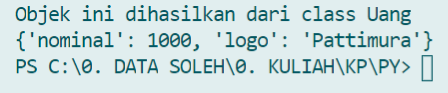 Objek ini dihasilkan dari class Uang
{'nominal': 1000, 'logo': 'Pattimura'}
PS C:\0. DATA SOLEH\0. KULIAH\KP\PY>